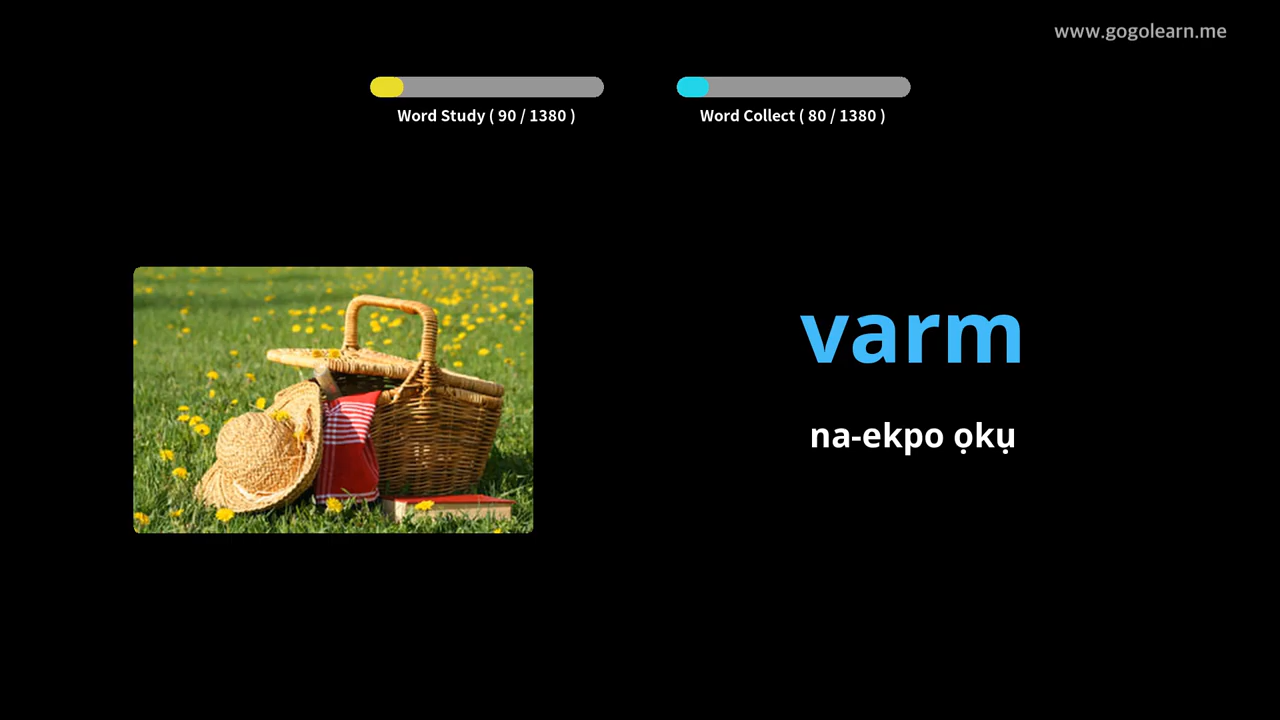 www.gogolearn.me
Word Study ( 90 / 1380 )
Word Collect ( 80 / 1380 )
varm
na-ekpo ọkụ